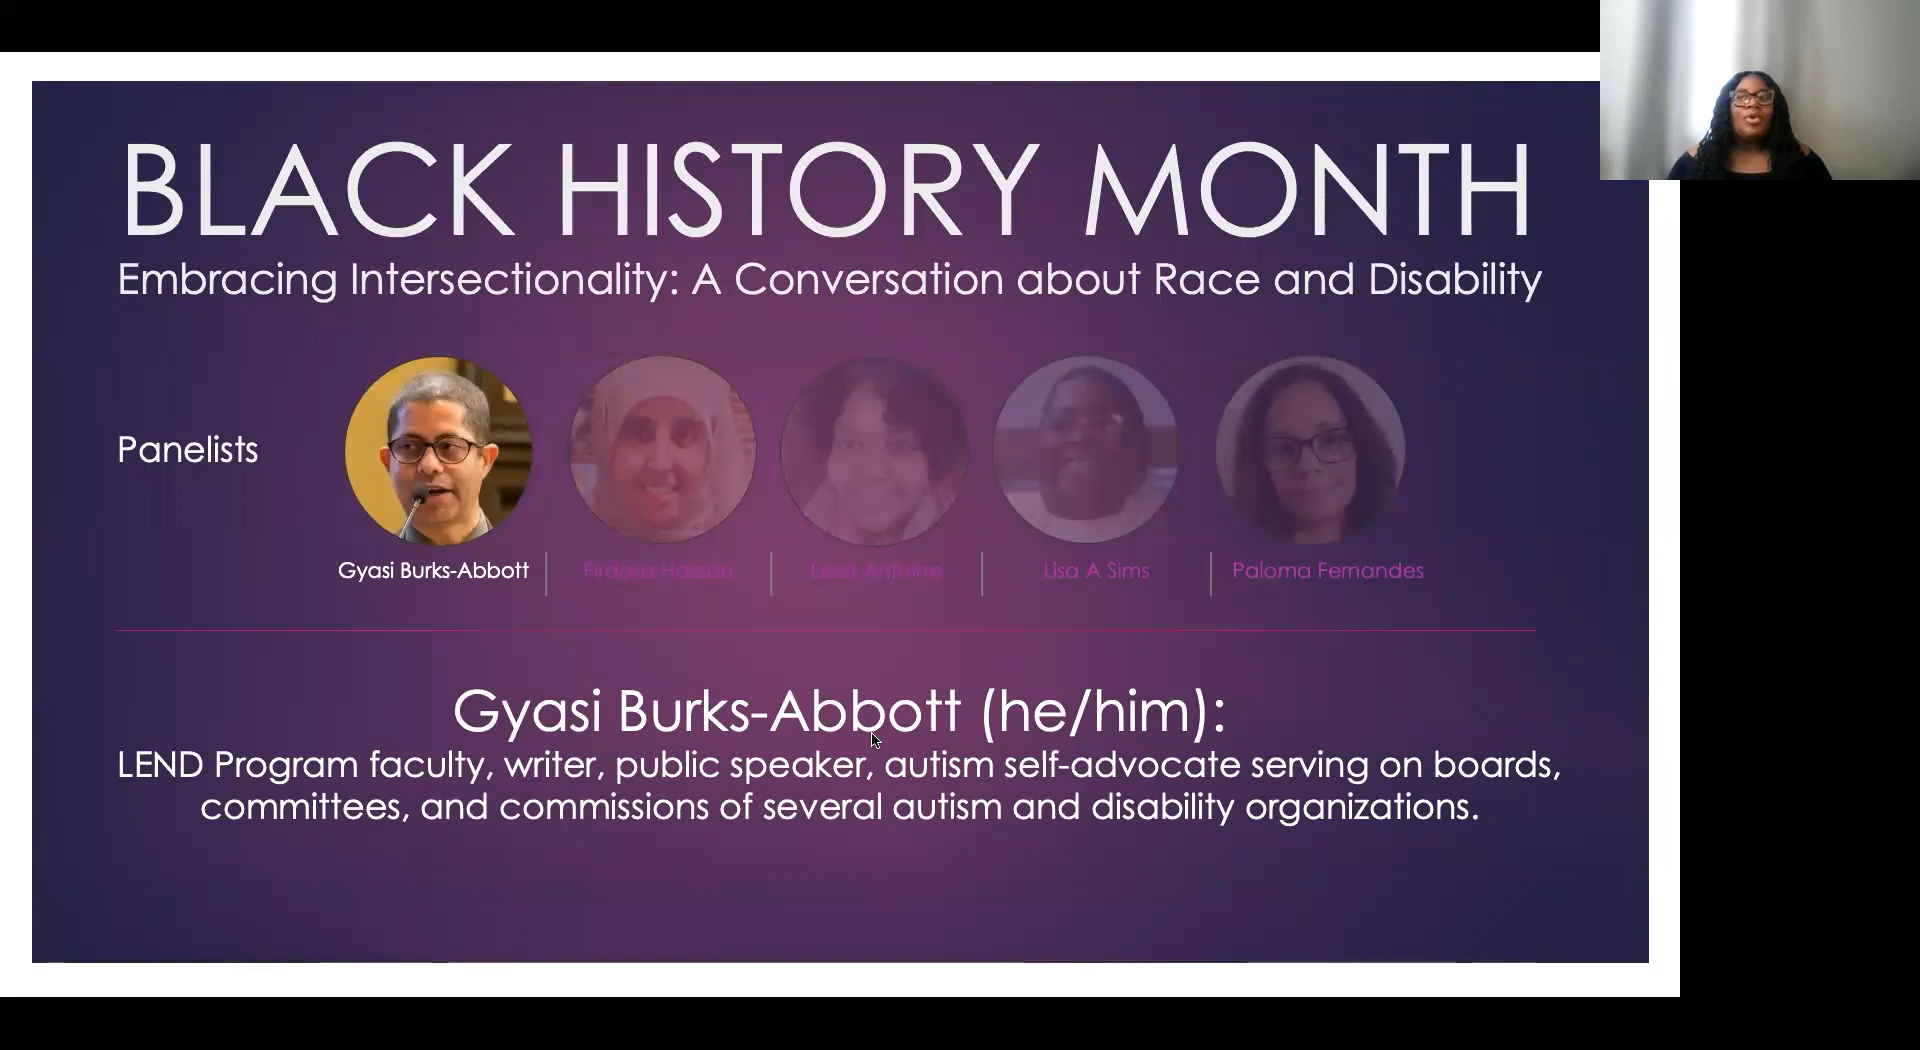 BLACK HISTORY MONTH
Embracing Intersectionality: A Conversation about Race and Disability
Panelists
Gyasi Burks-Abbott
Firdosa Hassan
Lisa A Sims
Paloma Fernandes
Gyasi Burks-Abbott (he/him):
LEND Program faculty, writer, public speaker, autism self-advocate serving on boards,
committees, and commissions of several autism and disability organizations.